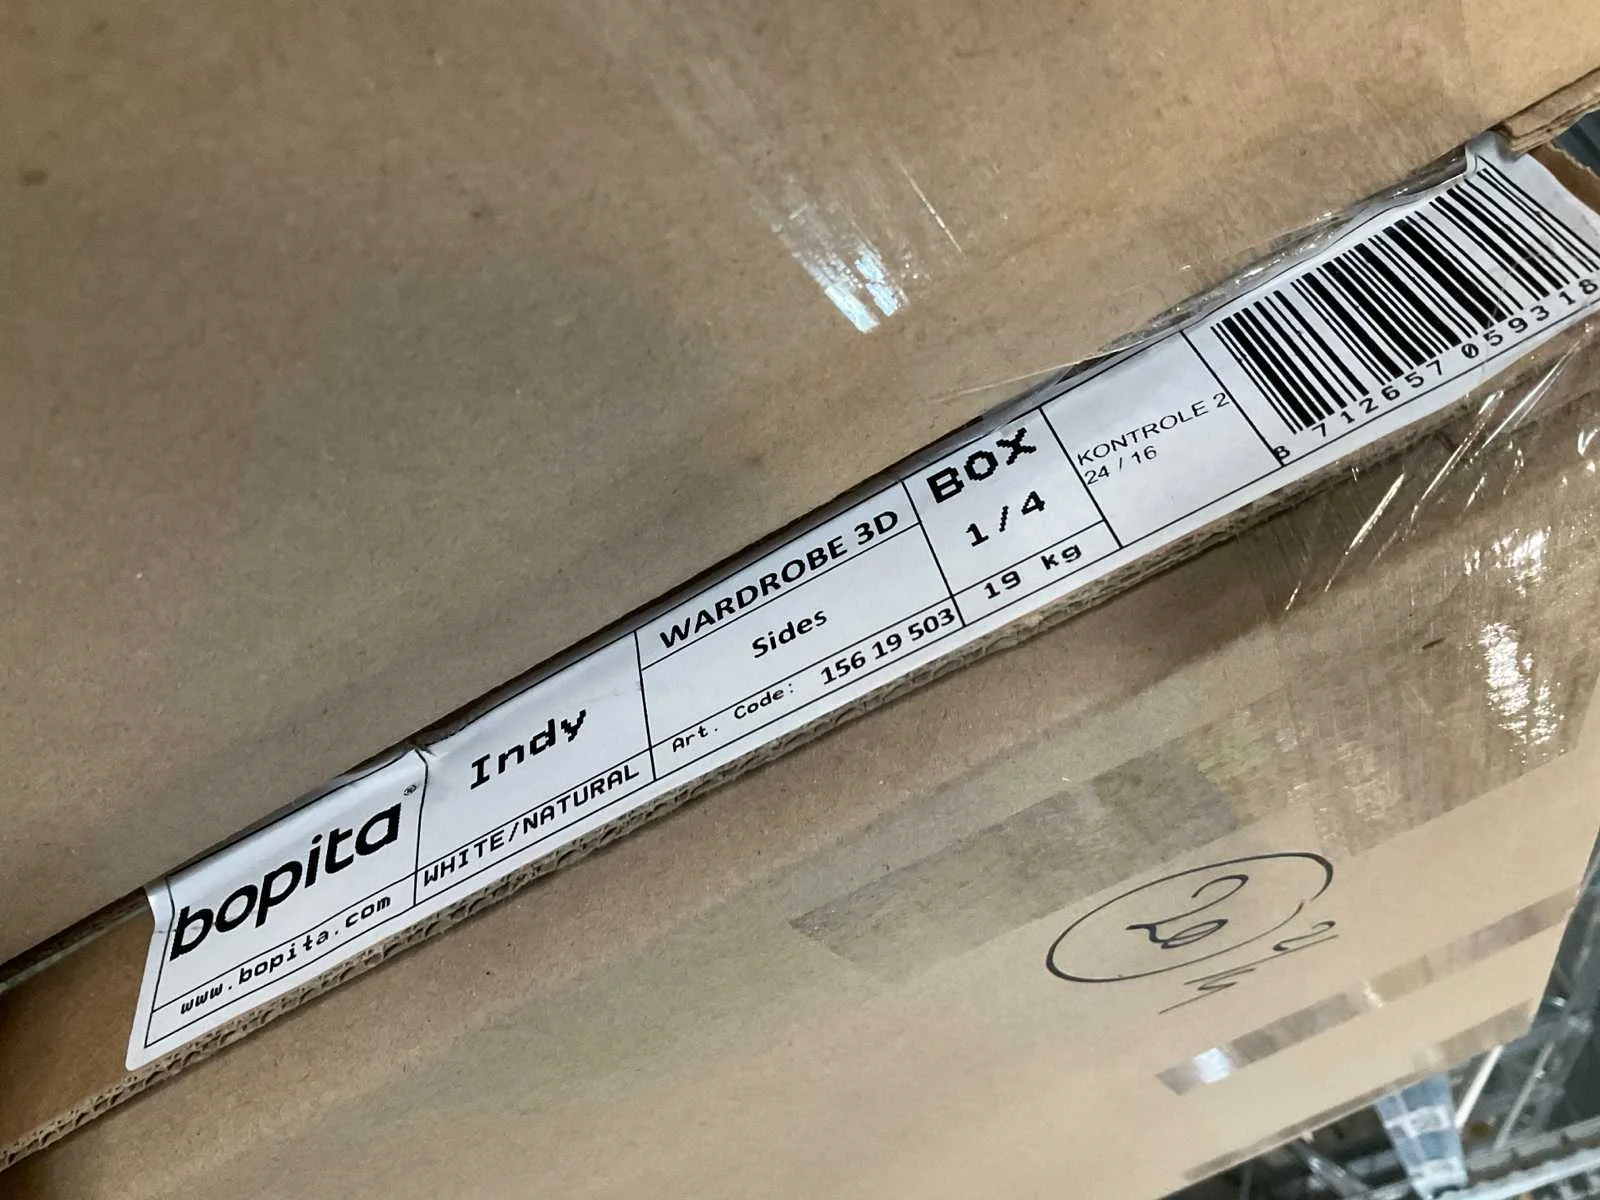 bopita®
www.bopita.com
Indy
WHITE/NATURAL
WARDROBE 3D
Sides
Art. Code: 156 19 503
BOX
1/4
19 kg
KONTROLE 2
24 / 16
8 712657 059318
20